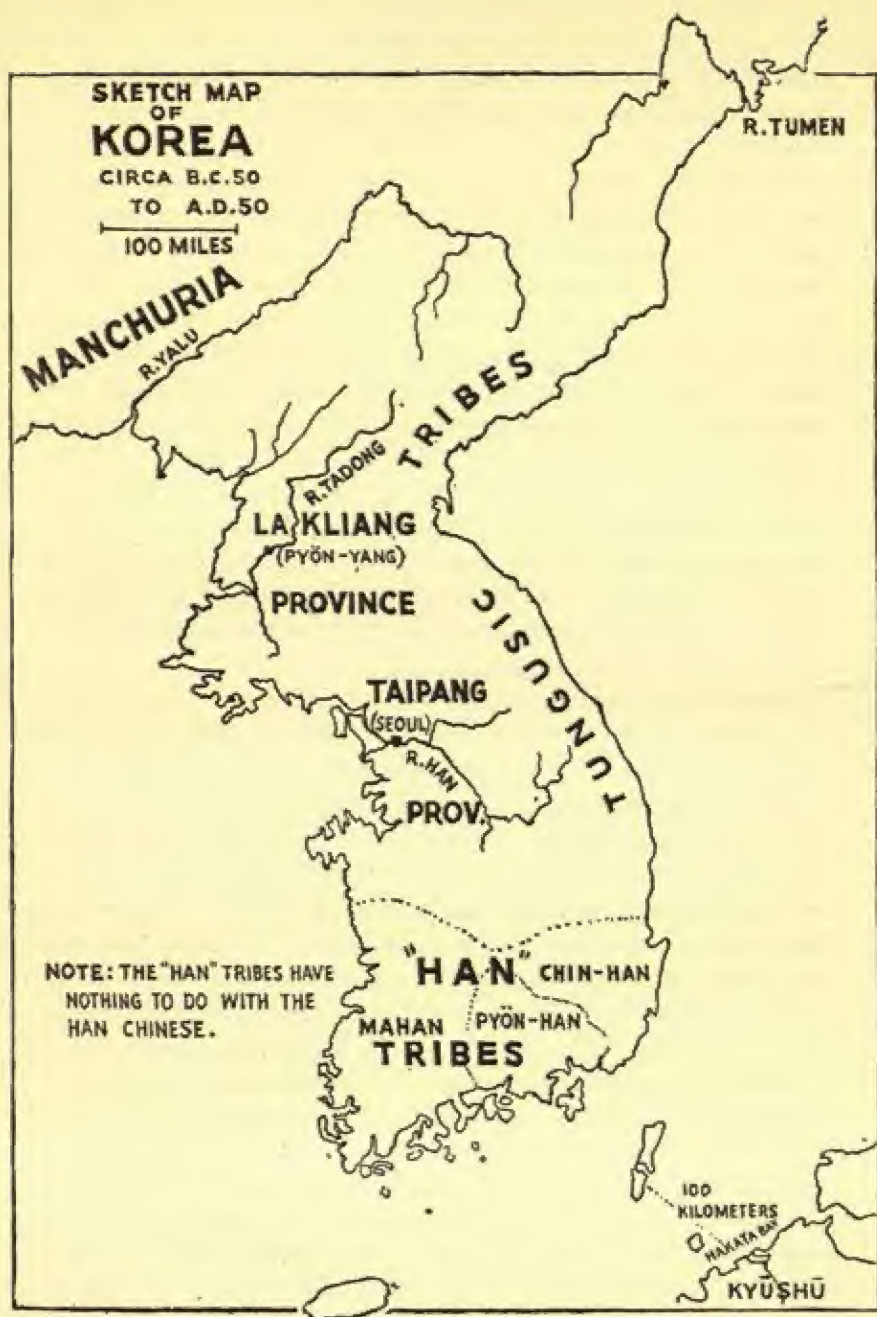 SKETCH MAP
OF
KOREA
CIRCA B.C.50
TO A.D.50
100 MILES
R.TUMEN
MANCHURIA
R.YALU
TRIBES
R.TADONG
LA KLIANG
(PYŎN-YANG)
PROVINCE
TUNGUSIC
TAIPANG
(SEOUL)
R.HAN
PROV.
NOTE: THE "HAN" TRIBES HAVE
NOTHING TO DO WITH THE
HAN CHINESE.
"HAN"
CHIN-HAN
MAHAN
PYŎN-HAN
TRIBES
100
KILOMETERS
HAKATA BAY
KYŪSHŪ